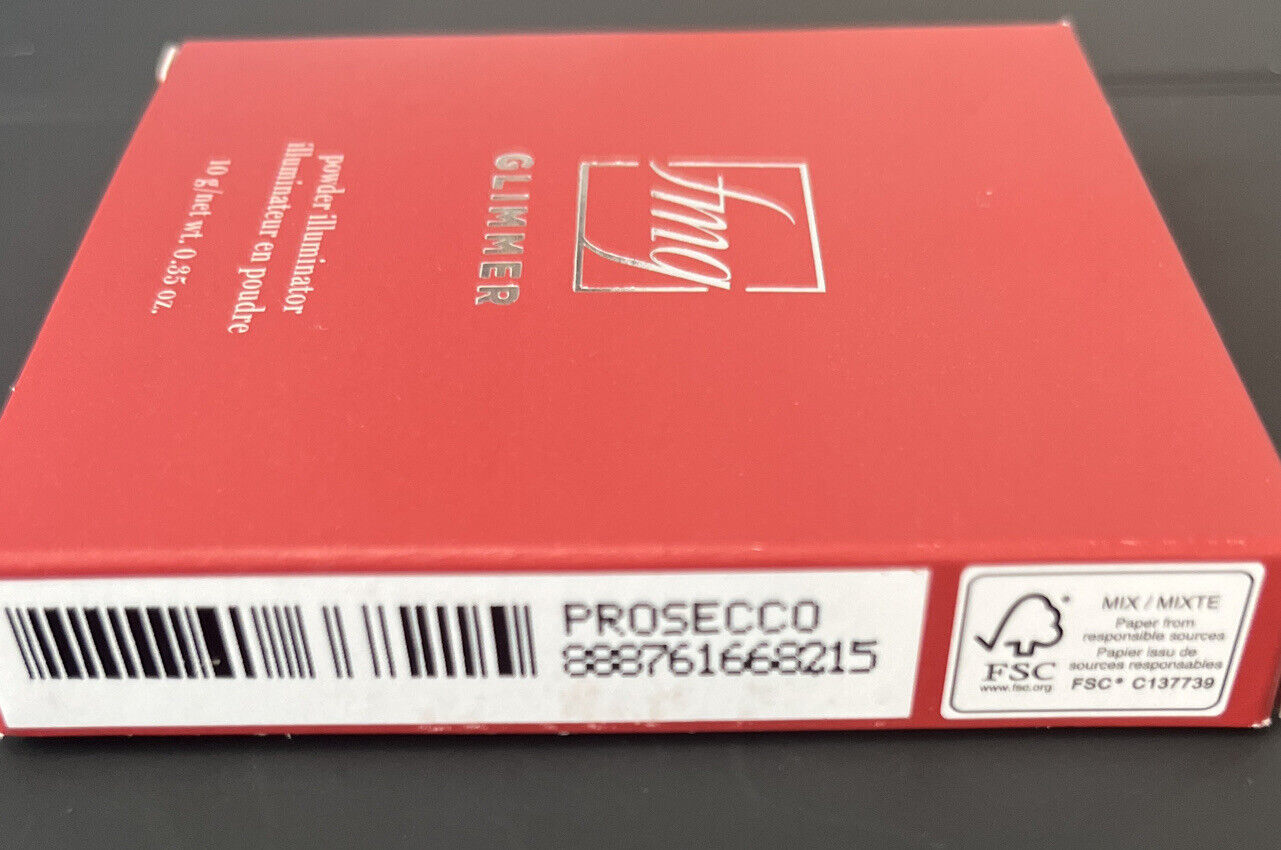 fmg
GLIMMER
powder illuminator
illuminateur en poudre
10 g/net wt. 0.35 oz.
PROSECCO
888761668215
MIX / MIXTE
Paper from
responsible sources
Papier issu de
sources responsables
FSC® C137739
FSC
www.fsc.org